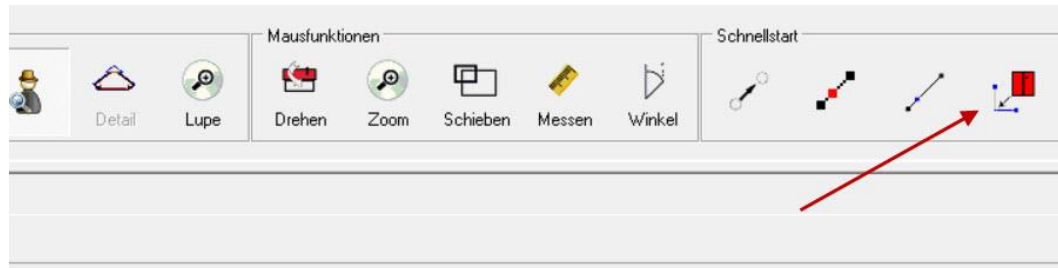 Mausfunktionen
Schnellstart
Detail
Lupe
Drehen
Zoom
Schieben
Messen
Winkel